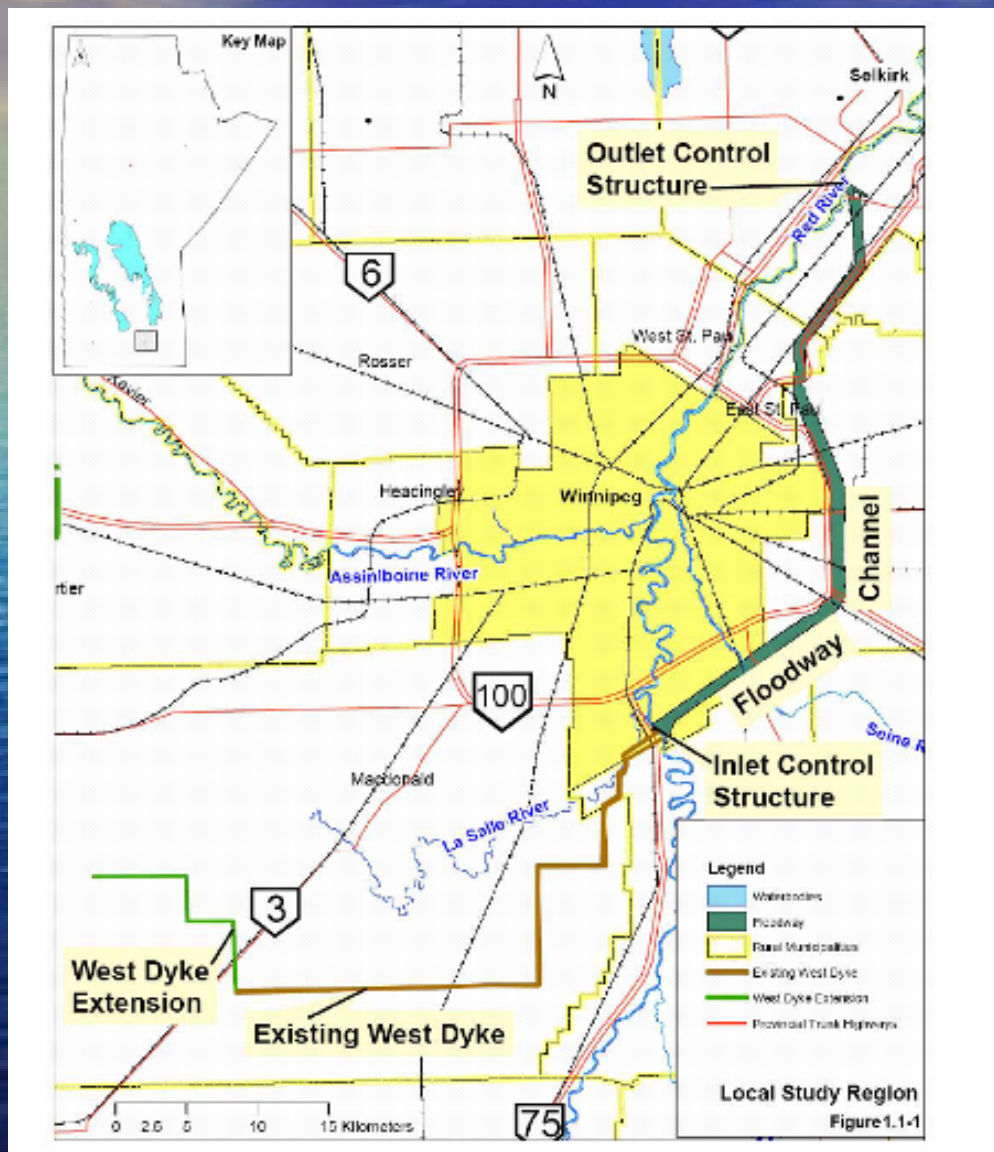 Key Map
N
Selkirk
Outlet Control
Structure
Red River
6
West St. Paul
Rosser
East St. Paul
Headingley
Winnipeg
Channel
Assiniboine River
rtier
100
Floodway
Seine R
Inlet Control
Structure
Macdonald
La Salle River
Legend
Waterbodies
Floodway
Rural Municipalities
Existing West Dyke
West Dyke Extension
Provincial Trunk Highways
3
West Dyke
Extension
Existing West Dyke
Local Study Region
Figure 1.1-1
0 2.5 5 10 15 Kilometers
75